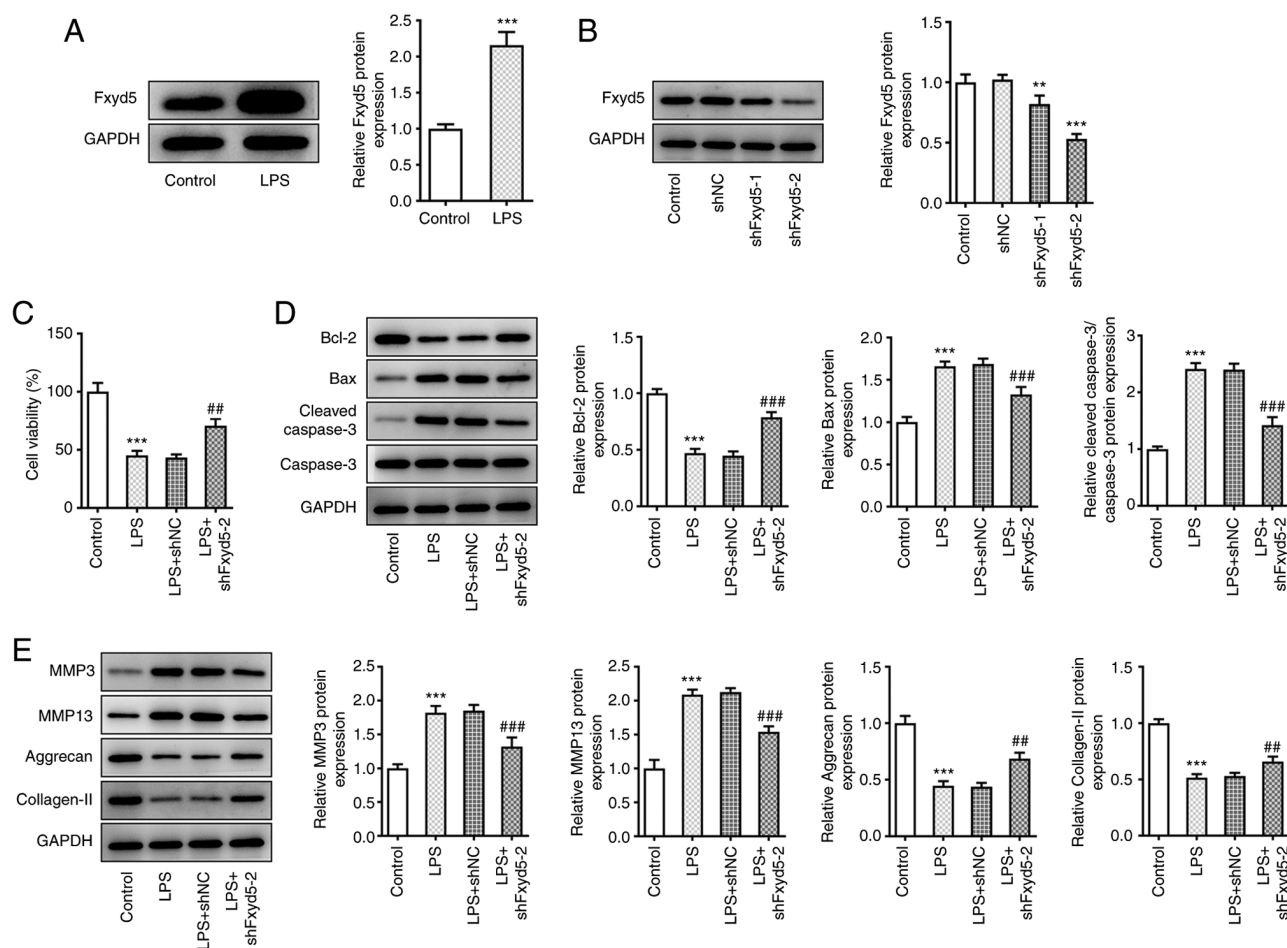 A
Fxyd5
GAPDH
Control
LPS
Relative Fxyd5 protein
expression
2.5
2.0
1.5
1.0
0.5
0.0
***
Control
LPS
B
Fxyd5
GAPDH
Control
shNC
shFxyd5-1
shFxyd5-2
Relative Fxyd5 protein
expression
1.5
1.0
0.5
0.0
**
***
Control
shNC
shFxyd5-1
shFxyd5-2
C
Cell viability (%)
150
100
50
0
***
##
Control
LPS
LPS+shNC
LPS+
shFxyd5-2
D
Bcl-2
Bax
Cleaved
caspase-3
Caspase-3
GAPDH
Control
LPS
LPS+shNC
LPS+
shFxyd5-2
Relative Bcl-2 protein
expression
1.5
1.0
0.5
0.0
***
###
Control
LPS
LPS+shNC
LPS+
shFxyd5-2
Relative Bax protein
expression
2.0
1.5
1.0
0.5
0.0
***
###
Control
LPS
LPS+shNC
LPS+
shFxyd5-2
Relative cleaved caspase-3/
caspase-3 protein expression
3
2
1
0
***
###
Control
LPS
LPS+shNC
LPS+
shFxyd5-2
E
MMP3
MMP13
Aggrecan
Collagen-II
GAPDH
Control
LPS
LPS+shNC
LPS+
shFxyd5-2
Relative MMP3 protein
expression
2.5
2.0
1.5
1.0
0.5
0.0
***
###
Control
LPS
LPS+shNC
LPS+
shFxyd5-2
Relative MMP13 protein
expression
2.5
2.0
1.5
1.0
0.5
0.0
***
###
Control
LPS
LPS+shNC
LPS+
shFxyd5-2
Relative Aggrecan protein
expression
1.5
1.0
0.5
0.0
***
##
Control
LPS
LPS+shNC
LPS+
shFxyd5-2
Relative Collagen-II protein
expression
1.5
1.0
0.5
0.0
***
##
Control
LPS
LPS+shNC
LPS+
shFxyd5-2